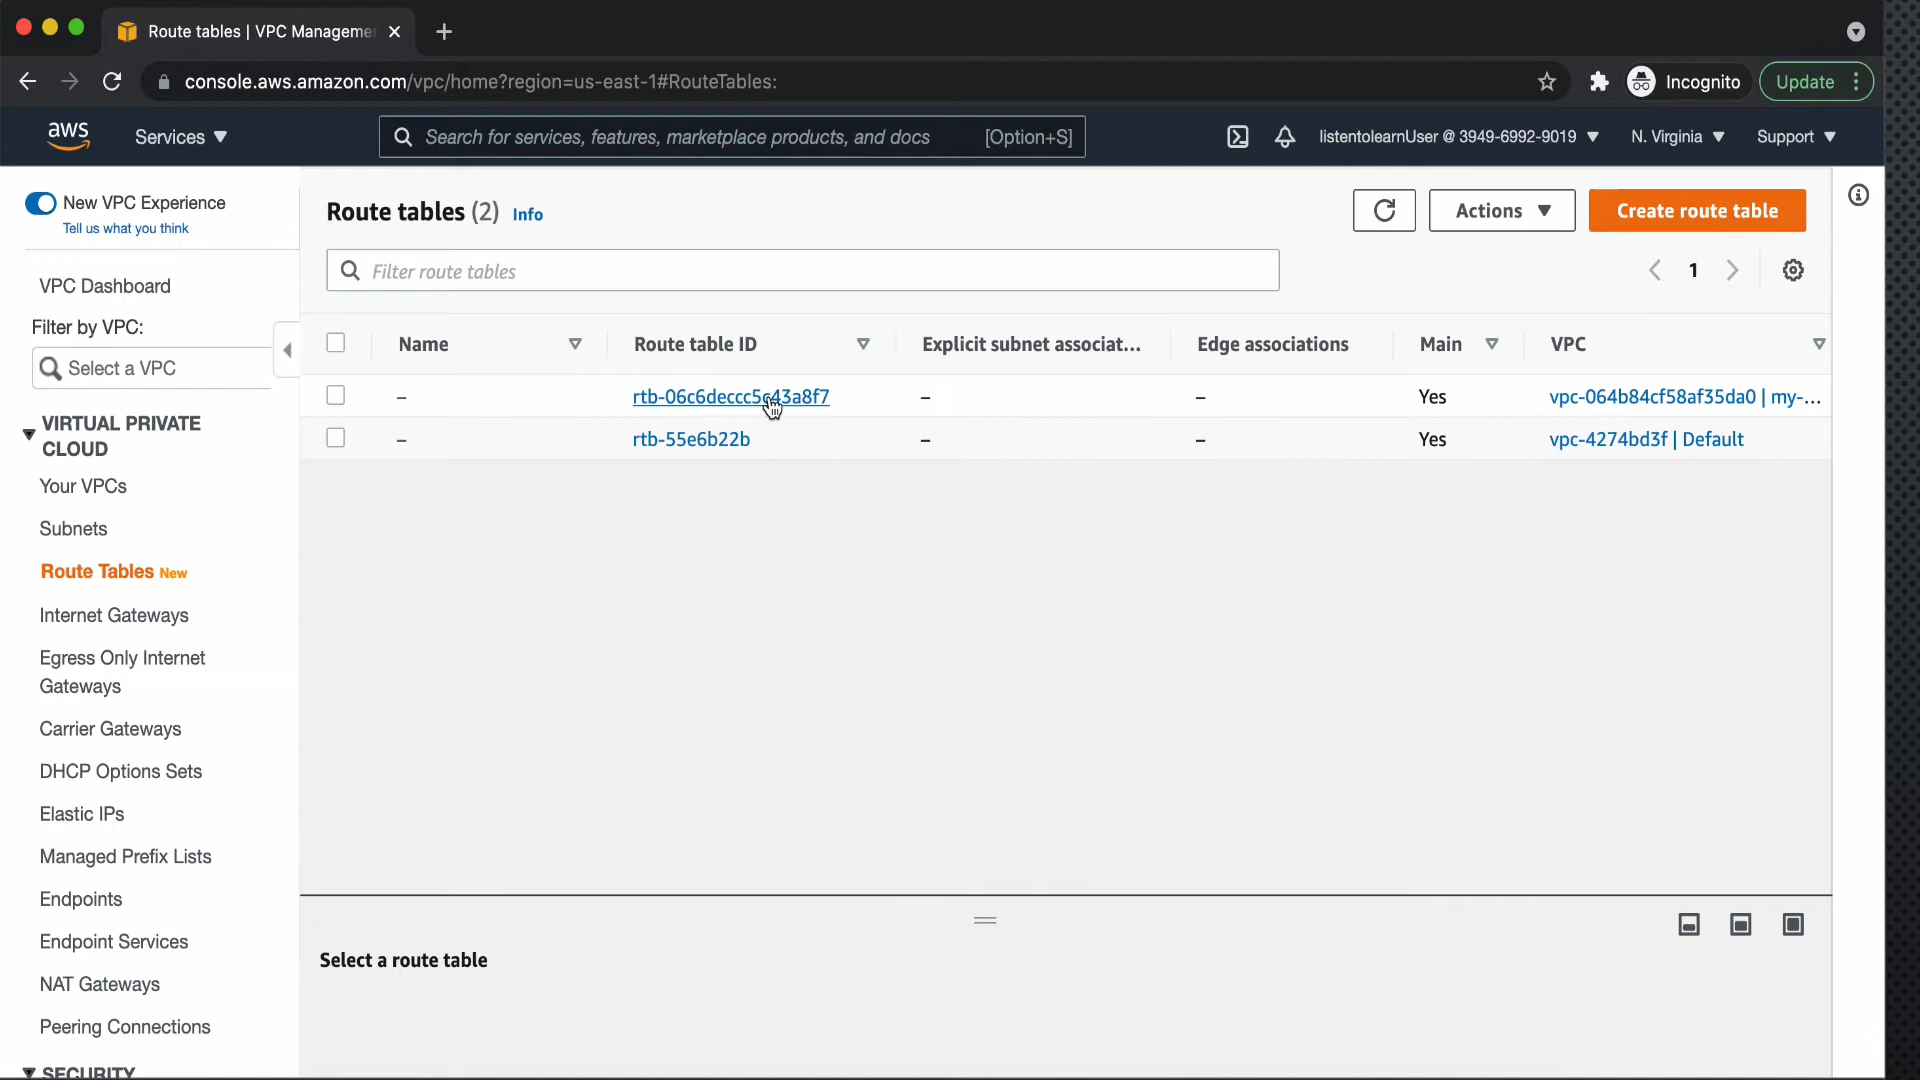 Route tables | VPC Manageme
console.aws.amazon.com/vpc/home?region=us-east-1#RouteTables:
Incognito
Update
aws
Services
Search for services, features, marketplace products, and docs
[Option+S]
listentolearnUser @ 3949-6992-9019
N. Virginia
Support
New VPC Experience
Tell us what you think
VPC Dashboard
Filter by VPC:
Select a VPC
VIRTUAL PRIVATE
CLOUD
Your VPCs
Subnets
Route Tables New
Internet Gateways
Egress Only Internet
Gateways
Carrier Gateways
DHCP Options Sets
Elastic IPs
Managed Prefix Lists
Endpoints
Endpoint Services
NAT Gateways
Peering Connections
SECURITY
Route tables (2) Info
Actions
Create route table
Filter route tables
1
Name
Route table ID
Explicit subnet associat...
Edge associations
Main
VPC
– rtb-06c6deccc5c43a8f7 – – Yes vpc-064b84cf58af35da0 | my-...
– rtb-55e6b22b – – Yes vpc-4274bd3f | Default
Select a route table